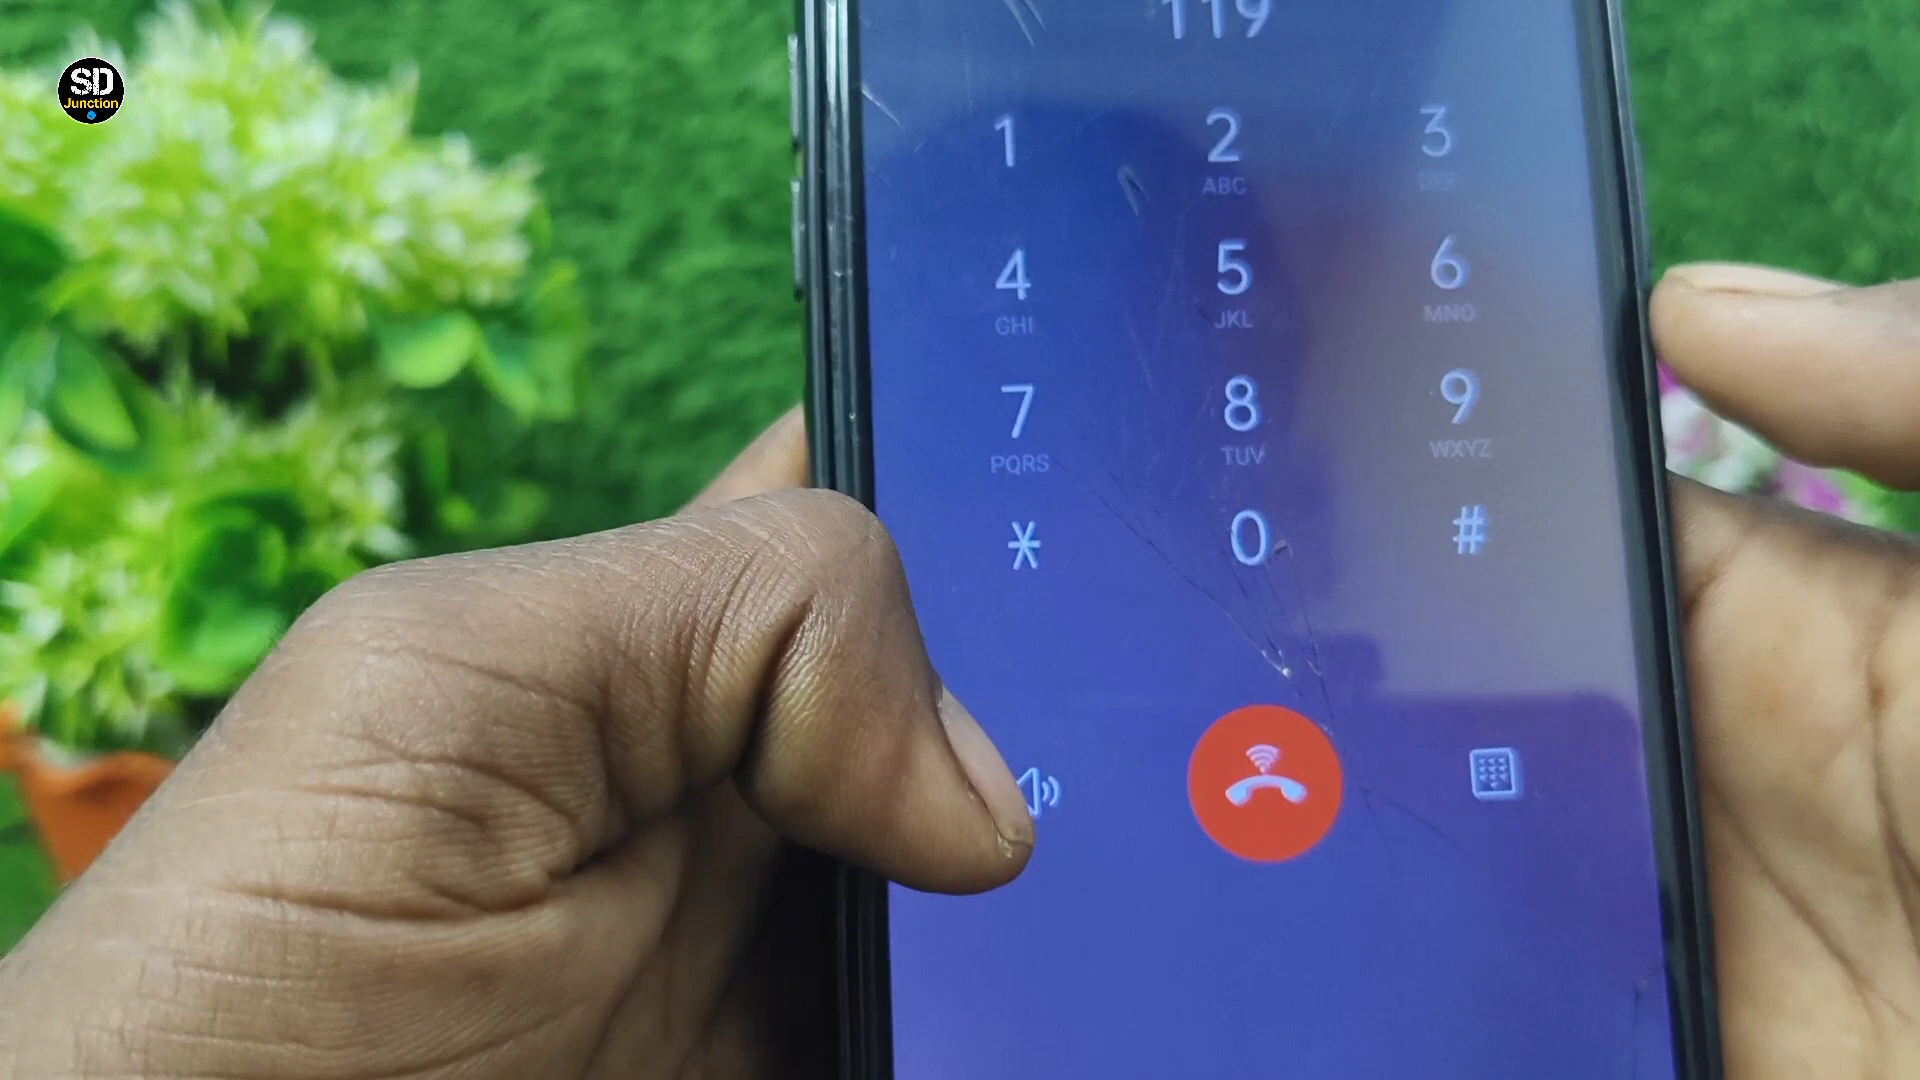 SD
Junction
119
1 2 3
ABC DEF
4 5 6
GHI JKL MNO
7 8 9
PQRS TUV WXYZ
* 0 #